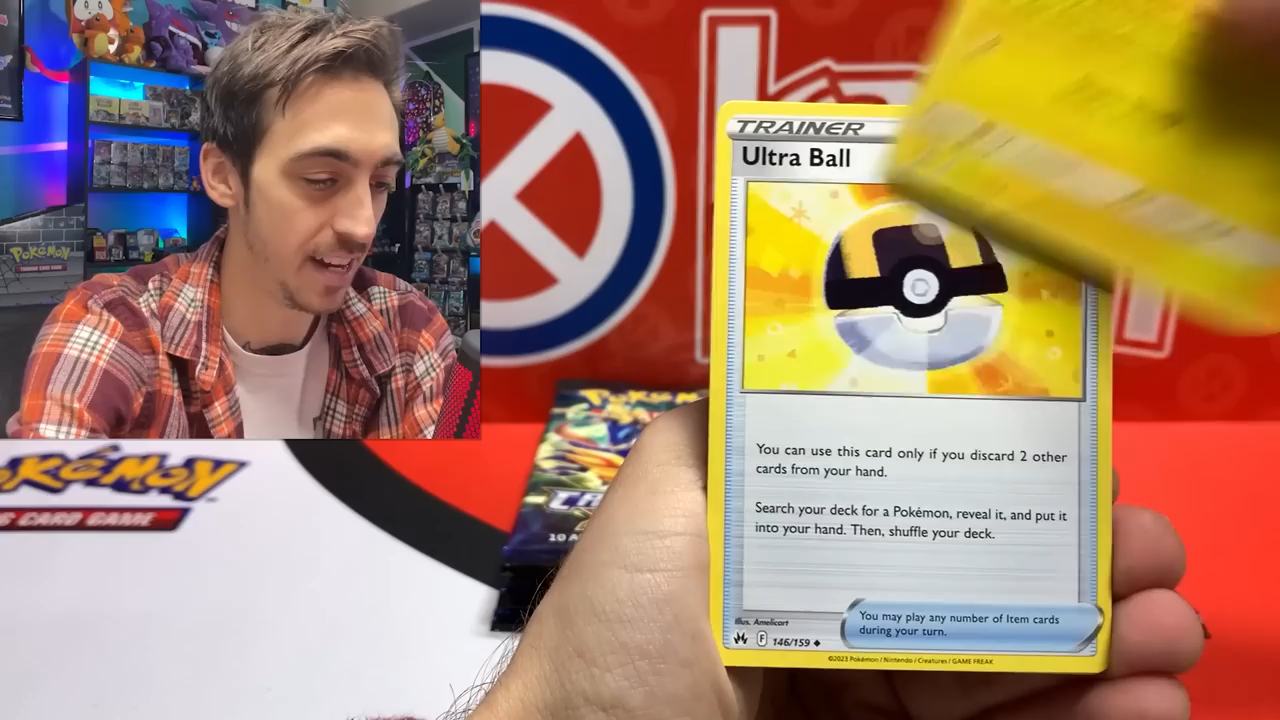 POKÉMON
TRAINER
Ultra Ball
You can use this card only if you discard 2 other
cards from your hand.
Search your deck for a Pokémon, reveal it, and put it
into your hand. Then, shuffle your deck.
You may play any number of Item cards
during your turn.
Illus. Amelicart
F 146/159
©2023 Pokémon / Nintendo / Creatures / GAME FREAK
POKÉMON
CARD GAME
POKÉMON
10 A